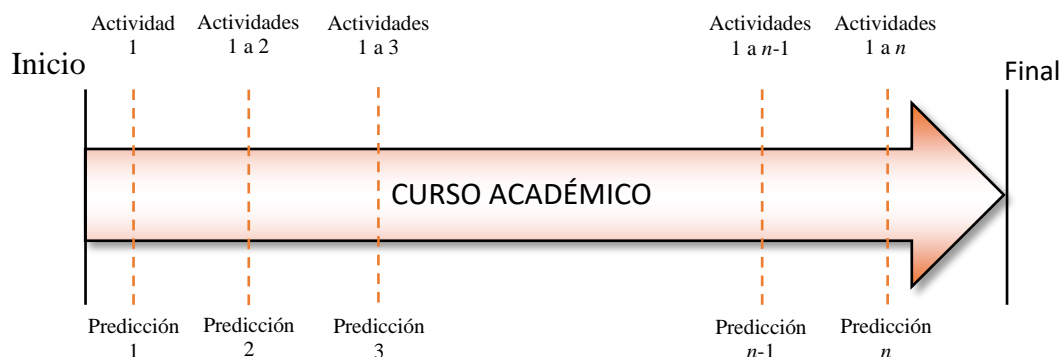 Actividad
1
Actividades
1 a 2
Actividades
1 a 3
Actividades
1 a n-1
Actividades
1 a n
Inicio
Final
CURSO ACADÉMICO
Predicción
1
Predicción
2
Predicción
3
Predicción
n-1
Predicción
n